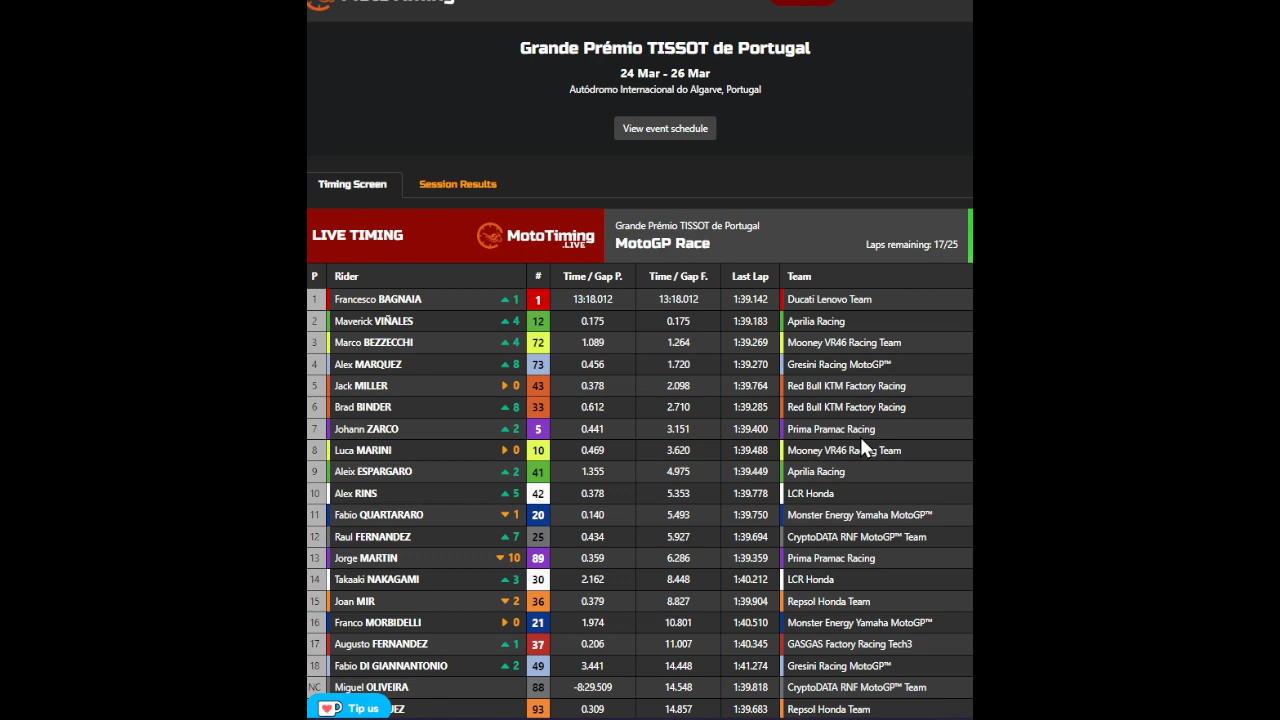 Grande Prémio TISSOT de Portugal
24 Mar - 26 Mar
Autódromo Internacional do Algarve, Portugal
View event schedule
Timing Screen Session Results
LIVE TIMING MotoTiming .LIVE Grande Prémio TISSOT de Portugal
MotoGP Race Laps remaining: 17/25
P Rider # Time / Gap P. Time / Gap F. Last Lap Team
1 Francesco BAGNAIA 1 1 13:18.012 13:18.012 1:39.142 Ducati Lenovo Team
2 Maverick VIÑALES 4 12 0.175 0.175 1:39.183 Aprilia Racing
3 Marco BEZZECCHI 4 72 1.089 1.264 1:39.269 Mooney VR46 Racing Team
4 Alex MARQUEZ 8 73 0.456 1.720 1:39.270 Gresini Racing MotoGP™
5 Jack MILLER 0 43 0.378 2.098 1:39.764 Red Bull KTM Factory Racing
6 Brad BINDER 8 33 0.612 2.710 1:39.285 Red Bull KTM Factory Racing
7 Johann ZARCO 2 5 0.441 3.151 1:39.400 Prima Pramac Racing
8 Luca MARINI 0 10 0.469 3.620 1:39.488 Mooney VR46 Racing Team
9 Aleix ESPARGARO 2 41 1.355 4.975 1:39.449 Aprilia Racing
10 Alex RINS 5 42 0.378 5.353 1:39.778 LCR Honda
11 Fabio QUARTARARO 1 20 0.140 5.493 1:39.750 Monster Energy Yamaha MotoGP™
12 Raul FERNANDEZ 7 25 0.434 5.927 1:39.694 CryptoDATA RNF MotoGP™ Team
13 Jorge MARTIN 10 89 0.359 6.286 1:39.359 Prima Pramac Racing
14 Takaaki NAKAGAMI 3 30 2.162 8.448 1:40.212 LCR Honda
15 Joan MIR 2 36 0.379 8.827 1:39.904 Repsol Honda Team
16 Franco MORBIDELLI 0 21 1.974 10.801 1:40.510 Monster Energy Yamaha MotoGP™
17 Augusto FERNANDEZ 1 37 0.206 11.007 1:40.345 GASGAS Factory Racing Tech3
18 Fabio DI GIANNANTONIO 2 49 3.441 14.448 1:41.274 Gresini Racing MotoGP™
NC Miguel OLIVEIRA 88 -8:29.509 14.548 1:39.818 CryptoDATA RNF MotoGP™ Team
Tip us UEZ 93 0.309 14.857 1:39.683 Repsol Honda Team